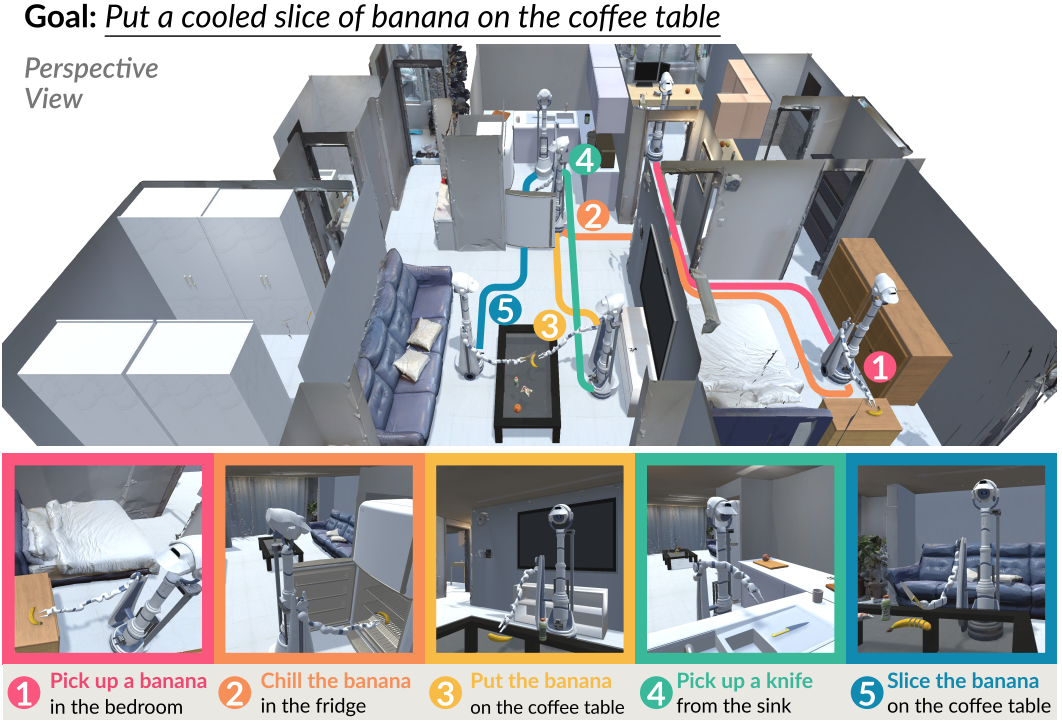 Goal: Put a cooled slice of banana on the coffee table
Perspective
View
4
2
5
3
1
1 Pick up a banana
in the bedroom
2 Chill the banana
in the fridge
3 Put the banana
on the coffee table
4 Pick up a knife
from the sink
5 Slice the banana
on the coffee table